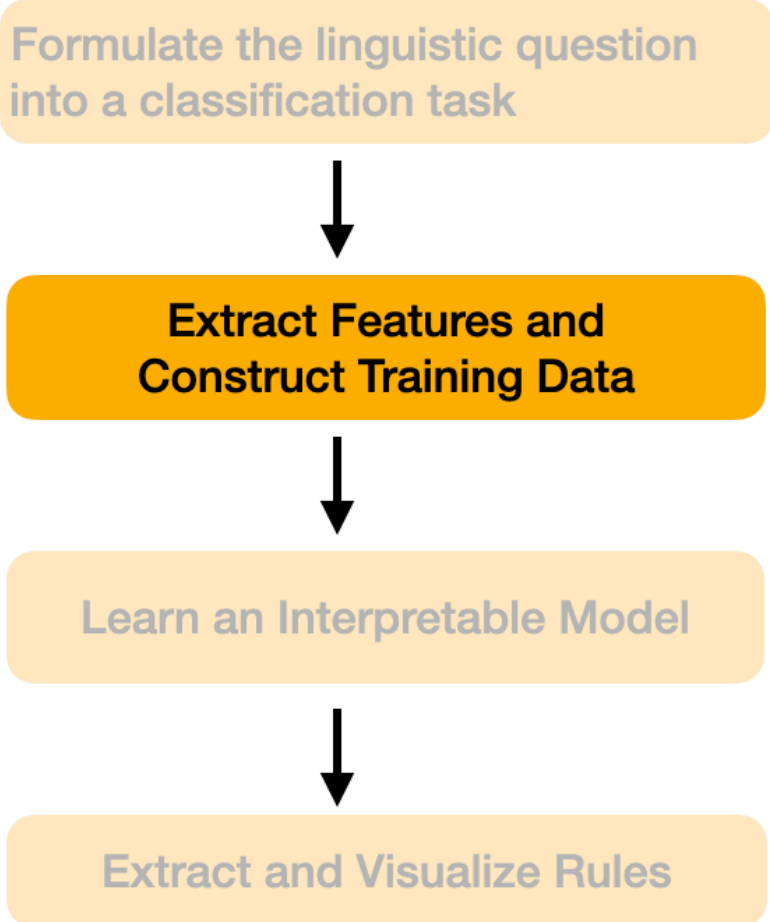 Formulate the linguistic question
into a classification task
Extract Features and
Construct Training Data
Learn an Interpretable Model
Extract and Visualize Rules